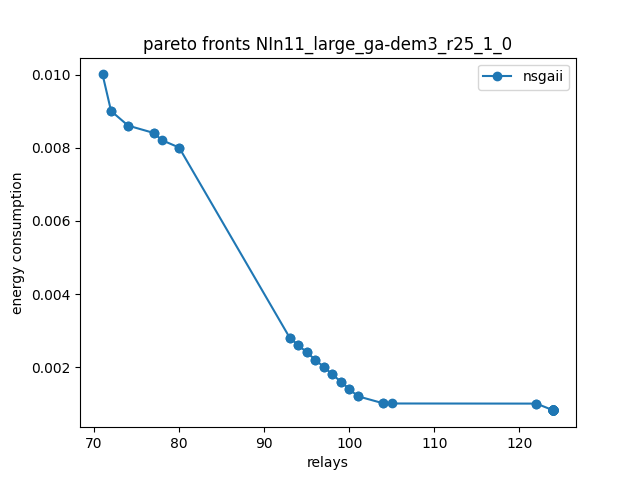 pareto fronts NIn11_large_ga-dem3_r25_1_0
nsgaii
0.010
0.008
0.006
0.004
0.002
energy consumption
70 80 90 100 110 120
relays